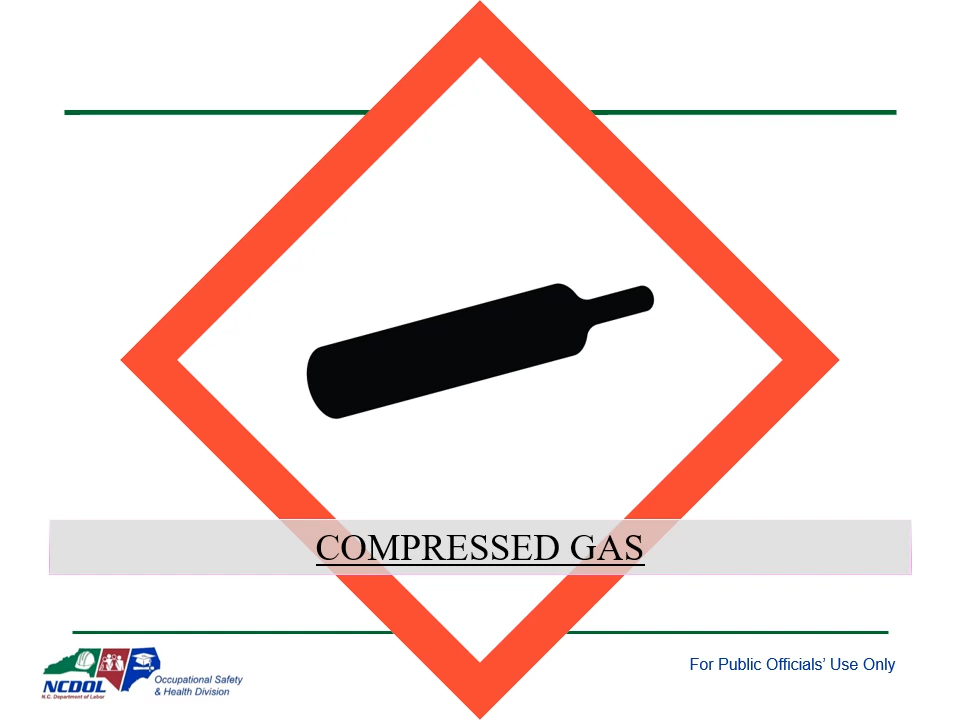 COMPRESSED GAS
NCDOL
N.C. Department of Labor
Occupational Safety
& Health Division
For Public Officials’ Use Only